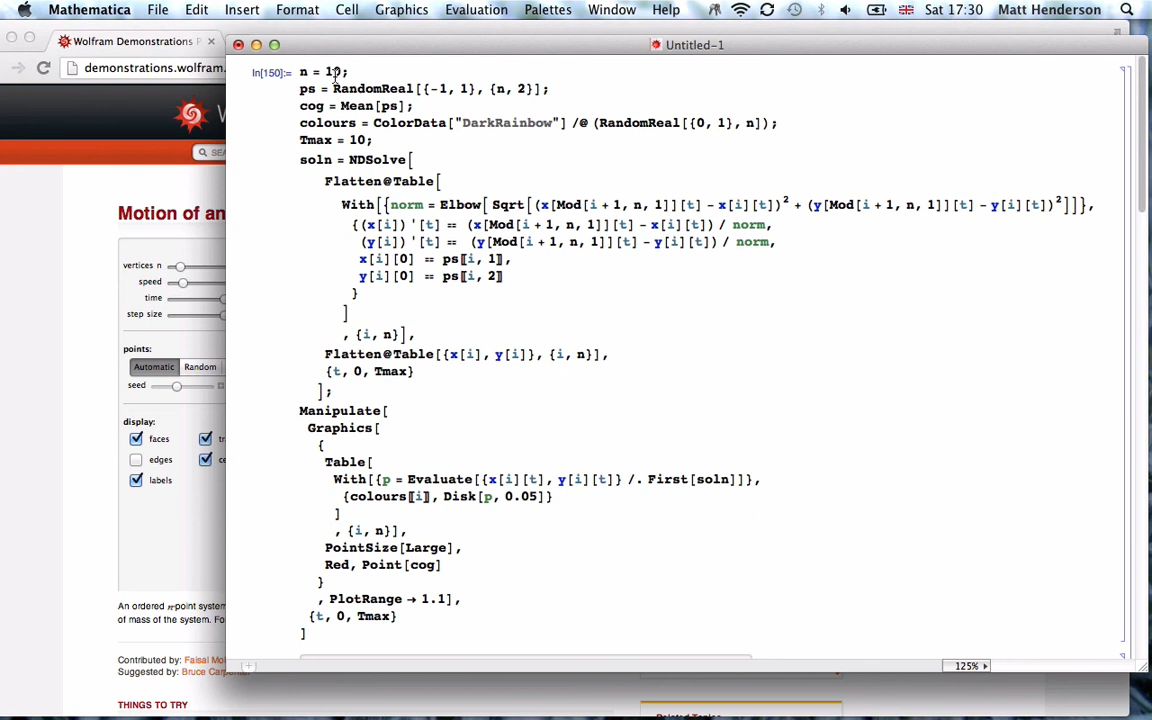 Mathematica File Edit Insert Format Cell Graphics Evaluation Palettes Window Help Sat 17:30 Matt Henderson
Wolfram Demonstrations P
Untitled-1
demonstrations.wolfram.
In[150]:= n = 10;
ps = RandomReal[{-1, 1}, {n, 2}];
cog = Mean[ps];
colours = ColorData["DarkRainbow"] /@ (RandomReal[{0, 1}, n]);
Tmax = 10;
soln = NDSolve[
Flatten@Table[
With[{norm = Elbow[Sqrt[(x[Mod[i + 1, n, 1]][t] - x[i][t])² + (y[Mod[i + 1, n, 1]][t] - y[i][t])²]]},
{(x[i])'[t] == (x[Mod[i + 1, n, 1]][t] - x[i][t]) / norm,
(y[i])'[t] == (y[Mod[i + 1, n, 1]][t] - y[i][t]) / norm,
x[i][0] == ps〚i, 1〛,
y[i][0] == ps〚i, 2〛
}
]
, {i, n}],
Flatten@Table[{x[i], y[i]}, {i, n}],
{t, 0, Tmax}
];
Manipulate[
Graphics[
{
Table[
With[{p = Evaluate[{x[i][t], y[i][t]} /. First[soln]]},
{colours〚i〛, Disk[p, 0.05]}
]
, {i, n}],
PointSize[Large],
Red, Point[cog]
}
, PlotRange → 1.1],
{t, 0, Tmax}
]
125%
Motion of an
vertices n
speed
time
step size
points:
Automatic Random
seed
display:
faces
edges
labels
An ordered n-point system
of mass of the system. Fo
Contributed by: Faisal Mo
Suggested by: Bruce Carpenter
THINGS TO TRY